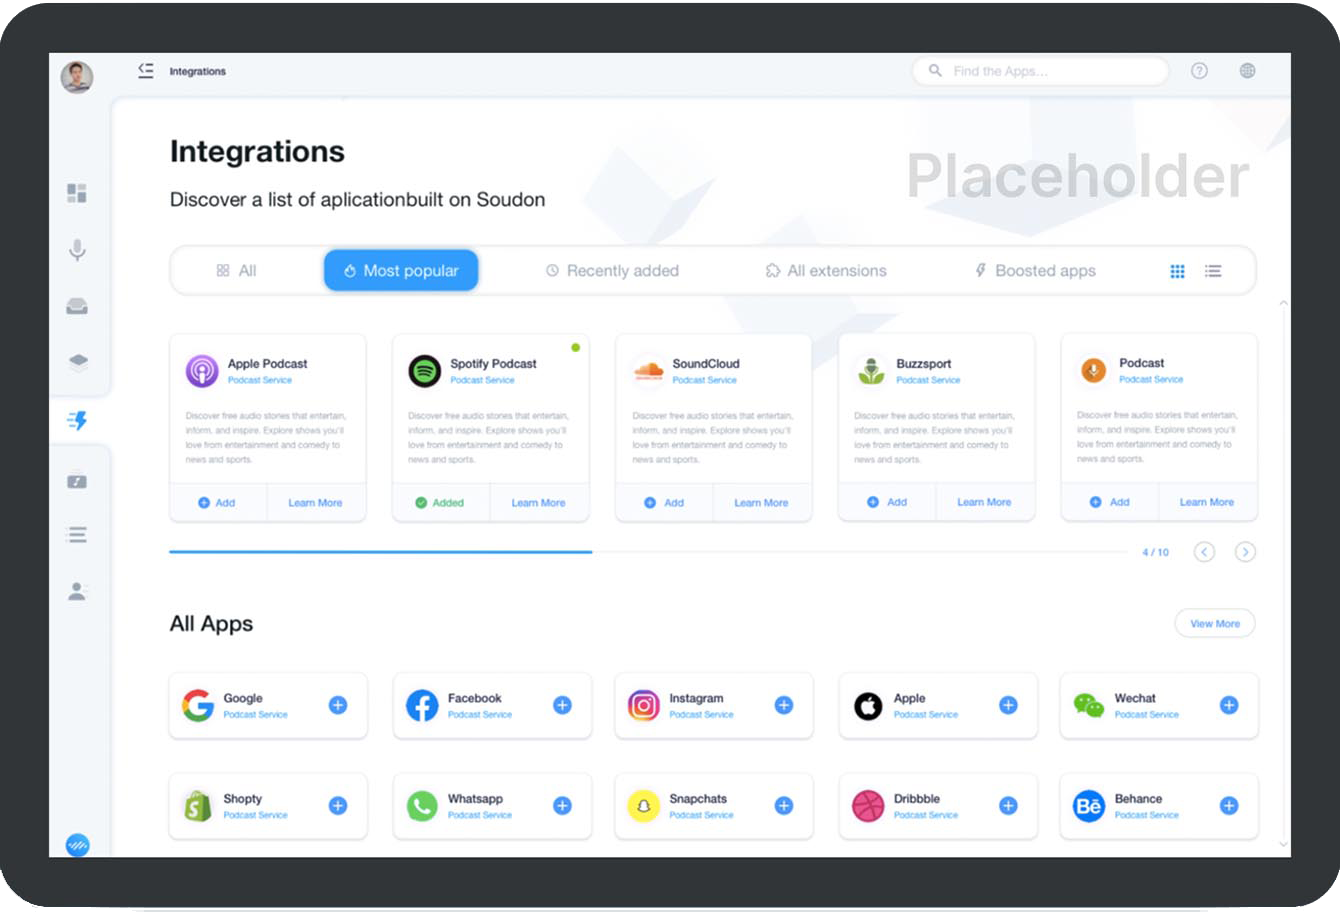 Integrations
Find the Apps...
Integrations
Placeholder
Discover a list of aplicationbuilt on Soudon
All
Most popular
Recently added
All extensions
Boosted apps
Apple Podcast
Podcast Service
Discover free audio stories that entertain,
inform, and inspire. Explore shows you'll
love from entertainment and comedy to
news and sports.
Add
Learn More
Spotify Podcast
Podcast Service
Discover free audio stories that entertain,
inform, and inspire. Explore shows you'll
love from entertainment and comedy to
news and sports.
Added
Learn More
SoundCloud
Podcast Service
Discover free audio stories that entertain,
inform, and inspire. Explore shows you'll
love from entertainment and comedy to
news and sports.
Add
Learn More
Buzzsport
Podcast Service
Discover free audio stories that entertain,
inform, and inspire. Explore shows you'll
love from entertainment and comedy to
news and sports.
Add
Learn More
Podcast
Podcast Service
Discover free audio stories that entertain,
inform, and inspire. Explore shows you'll
love from entertainment and comedy to
news and sports.
Add
Learn More
4 / 10
All Apps
View More
Google
Podcast Service
Facebook
Podcast Service
Instagram
Podcast Service
Apple
Podcast Service
Wechat
Podcast Service
Shopty
Podcast Service
Whatsapp
Podcast Service
Snapchats
Podcast Service
Dribbble
Podcast Service
Bē
Behance
Podcast Service